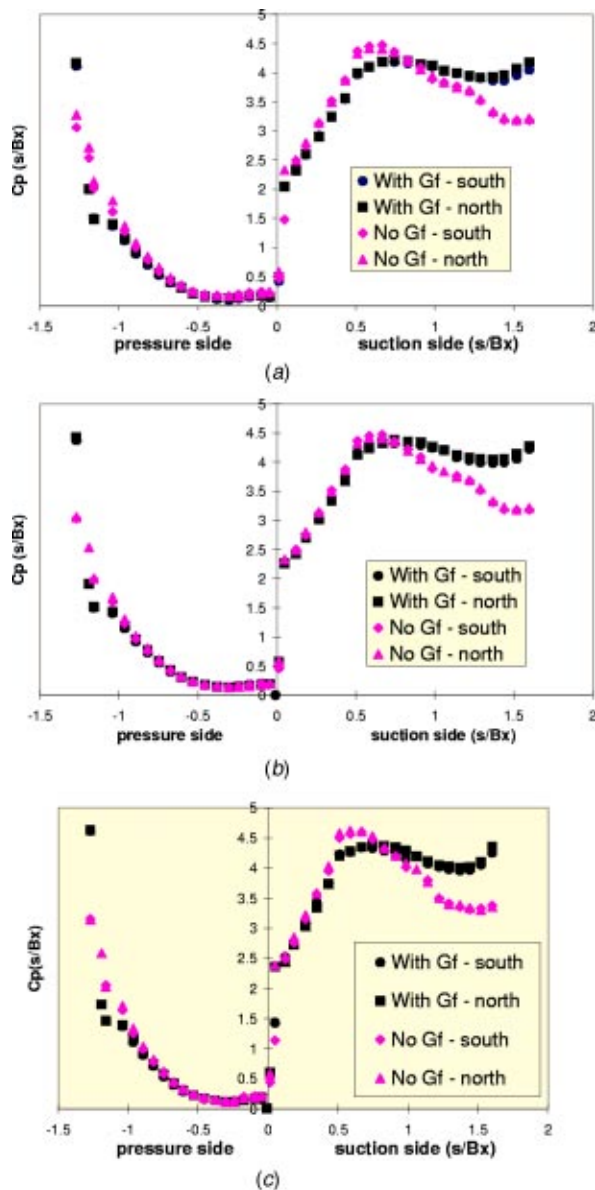 5
4.5
4
3.5
3
2.5
2
1.5
1
0.5
0
Cp (s/Bx)
With Gf - south
With Gf - north
No Gf - south
No Gf - north
-1.5 -1 -0.5 0 0.5 1 1.5 2
pressure side suction side (s/Bx)
(a)
5
4.5
4
3.5
3
2.5
2
1.5
1
0.5
0
Cp (s/Bx)
With Gf - south
With Gf - north
No Gf - south
No Gf - north
-1.5 -1 -0.5 0 0.5 1 1.5 2
pressure side suction side (s/Bx)
(b)
5
4.5
4
3.5
3
2.5
2
1.5
1
0.5
0
Cp(s/Bx)
With Gf - south
With Gf - north
No Gf - south
No Gf - north
-1.5 -1 -0.5 0 0.5 1 1.5 2
pressure side suction side (s/Bx)
(c)